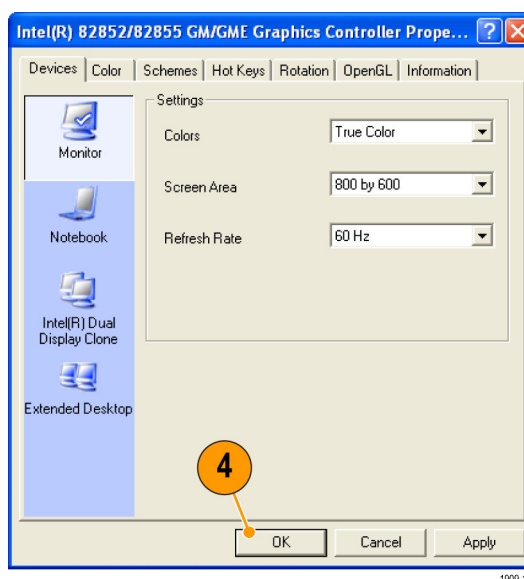 Intel(R) 82852/82855 GM/GME Graphics Controller Prope...
Devices Color Schemes Hot Keys Rotation OpenGL Information
Settings
Monitor
Colors
True Color
Screen Area
800 by 600
Notebook
Refresh Rate
60 Hz
Intel(R) Dual
Display Clone
Extended Desktop
4
OK Cancel Apply